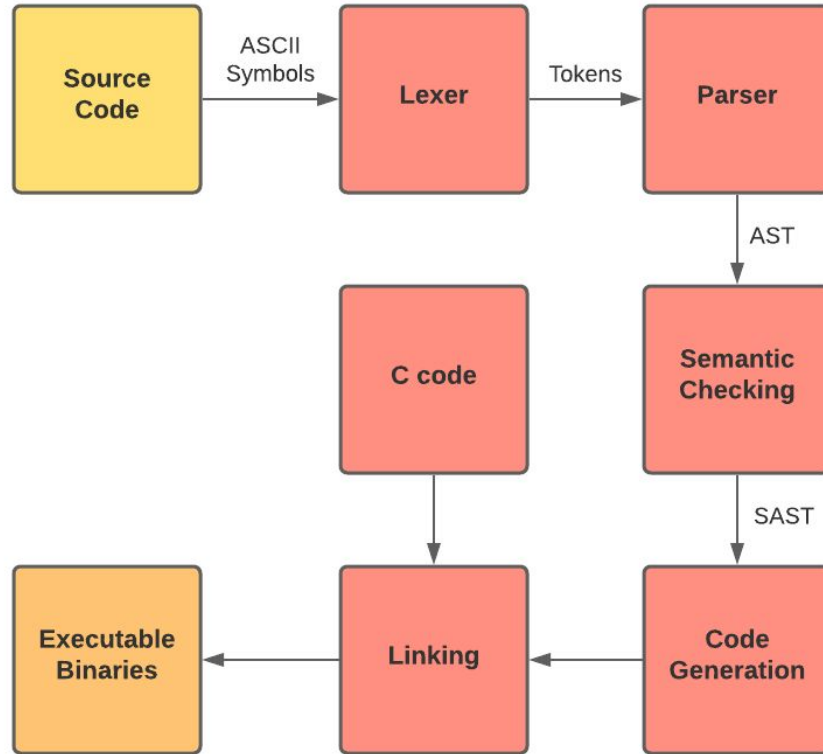 Source
Code
ASCII
Symbols
Lexer
Tokens
Parser
AST
C code
Semantic
Checking
SAST
Executable
Binaries
Linking
Code
Generation